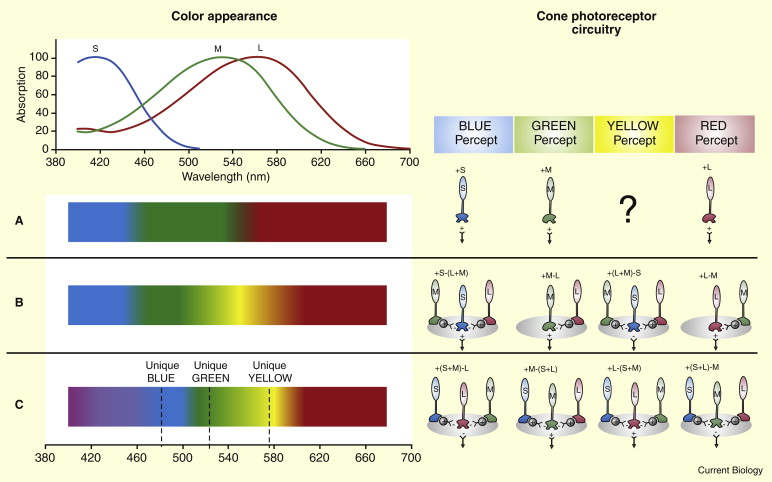 Color appearance
Cone photoreceptor
circuitry
S
M
L
Absorption
100
80
60
40
20
0
380
420
460
540
580
620
660
700
Wavelength (nm)
BLUE
Percept
GREEN
Percept
YELLOW
Percept
RED
Percept
+S
+M
+L
S
M
L
?
+
+
+
A
B
+S-(L+M)
+M-L
+(L+M)-S
+L-M
M
S
L
M
L
M
S
L
L
M
C
Unique
BLUE
Unique
GREEN
Unique
YELLOW
+(S+M)-L
+M-(S+L)
+L-(S+M)
+(S+L)-M
S
L
M
S
M
L
S
L
M
S
M
L
380
420
460
500
540
580
620
660
700
Current Biology